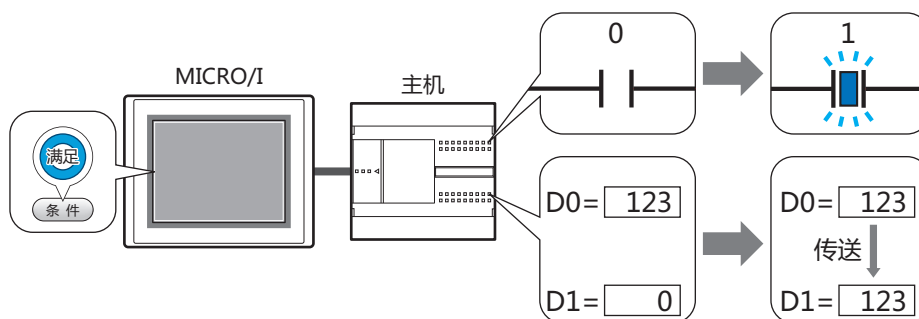 MICRO/I
主机
满足
条 件
0
1
D0= 123
D1= 0
D0= 123
传送
D1= 123